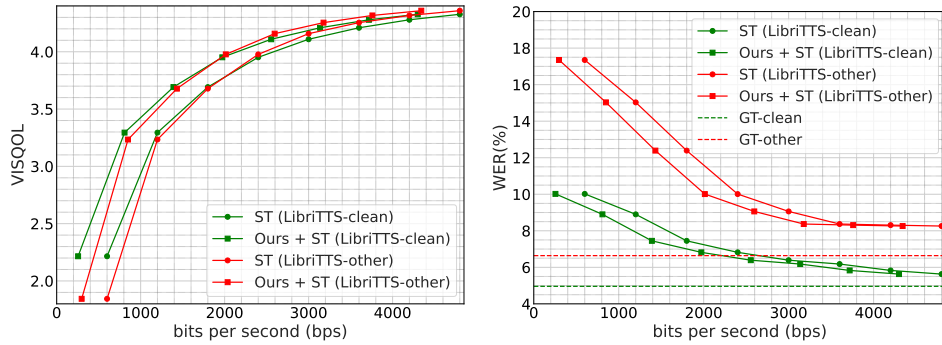 VISQOL
4.0
3.5
3.0
2.5
2.0
0
1000
2000
3000
4000
bits per second (bps)
ST (LibriTTS-clean)
Ours + ST (LibriTTS-clean)
ST (LibriTTS-other)
Ours + ST (LibriTTS-other)
WER(%)
20
18
16
14
12
10
8
6
4
0
1000
2000
3000
4000
bits per second (bps)
ST (LibriTTS-clean)
Ours + ST (LibriTTS-clean)
ST (LibriTTS-other)
Ours + ST (LibriTTS-other)
GT-clean
GT-other